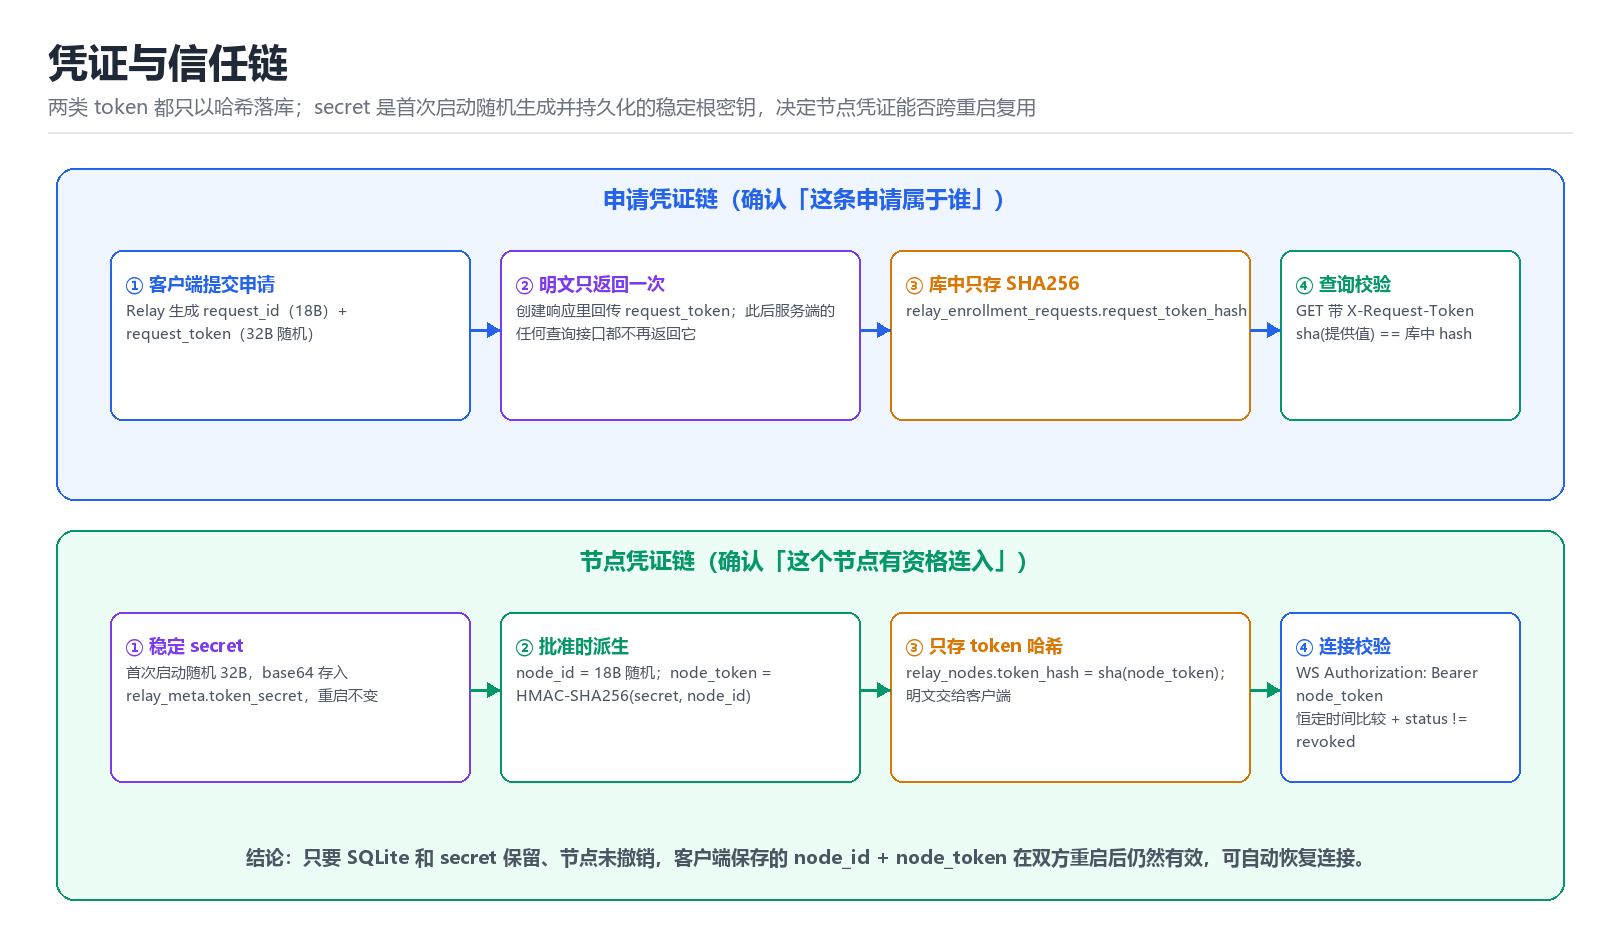 凭证与信任链
两类 token 都只以哈希落库；secret 是首次启动随机生成并持久化的稳定根密钥，决定节点凭证能否跨重启复用
申请凭证链（确认「这条申请属于谁」）
① 客户端提交申请
Relay 生成 request_id（18B）+
request_token（32B 随机）
② 明文只返回一次
创建响应里回传 request_token；此后服务端的
任何查询接口都不再返回它
③ 库中只存 SHA256
relay_enrollment_requests.request_token_hash
④ 查询校验
GET 带 X-Request-Token
sha(提供值) == 库中 hash
节点凭证链（确认「这个节点有资格连入」）
① 稳定 secret
首次启动随机 32B，base64 存入
relay_meta.token_secret，重启不变
② 批准时派生
node_id = 18B 随机；node_token =
HMAC-SHA256(secret, node_id)
③ 只存 token 哈希
relay_nodes.token_hash = sha(node_token)；
明文交给客户端
④ 连接校验
WS Authorization: Bearer
node_token
恒定时间比较 + status !=
revoked
结论：只要 SQLite 和 secret 保留、节点未撤销，客户端保存的 node_id + node_token 在双方重启后仍然有效，可自动恢复连接。